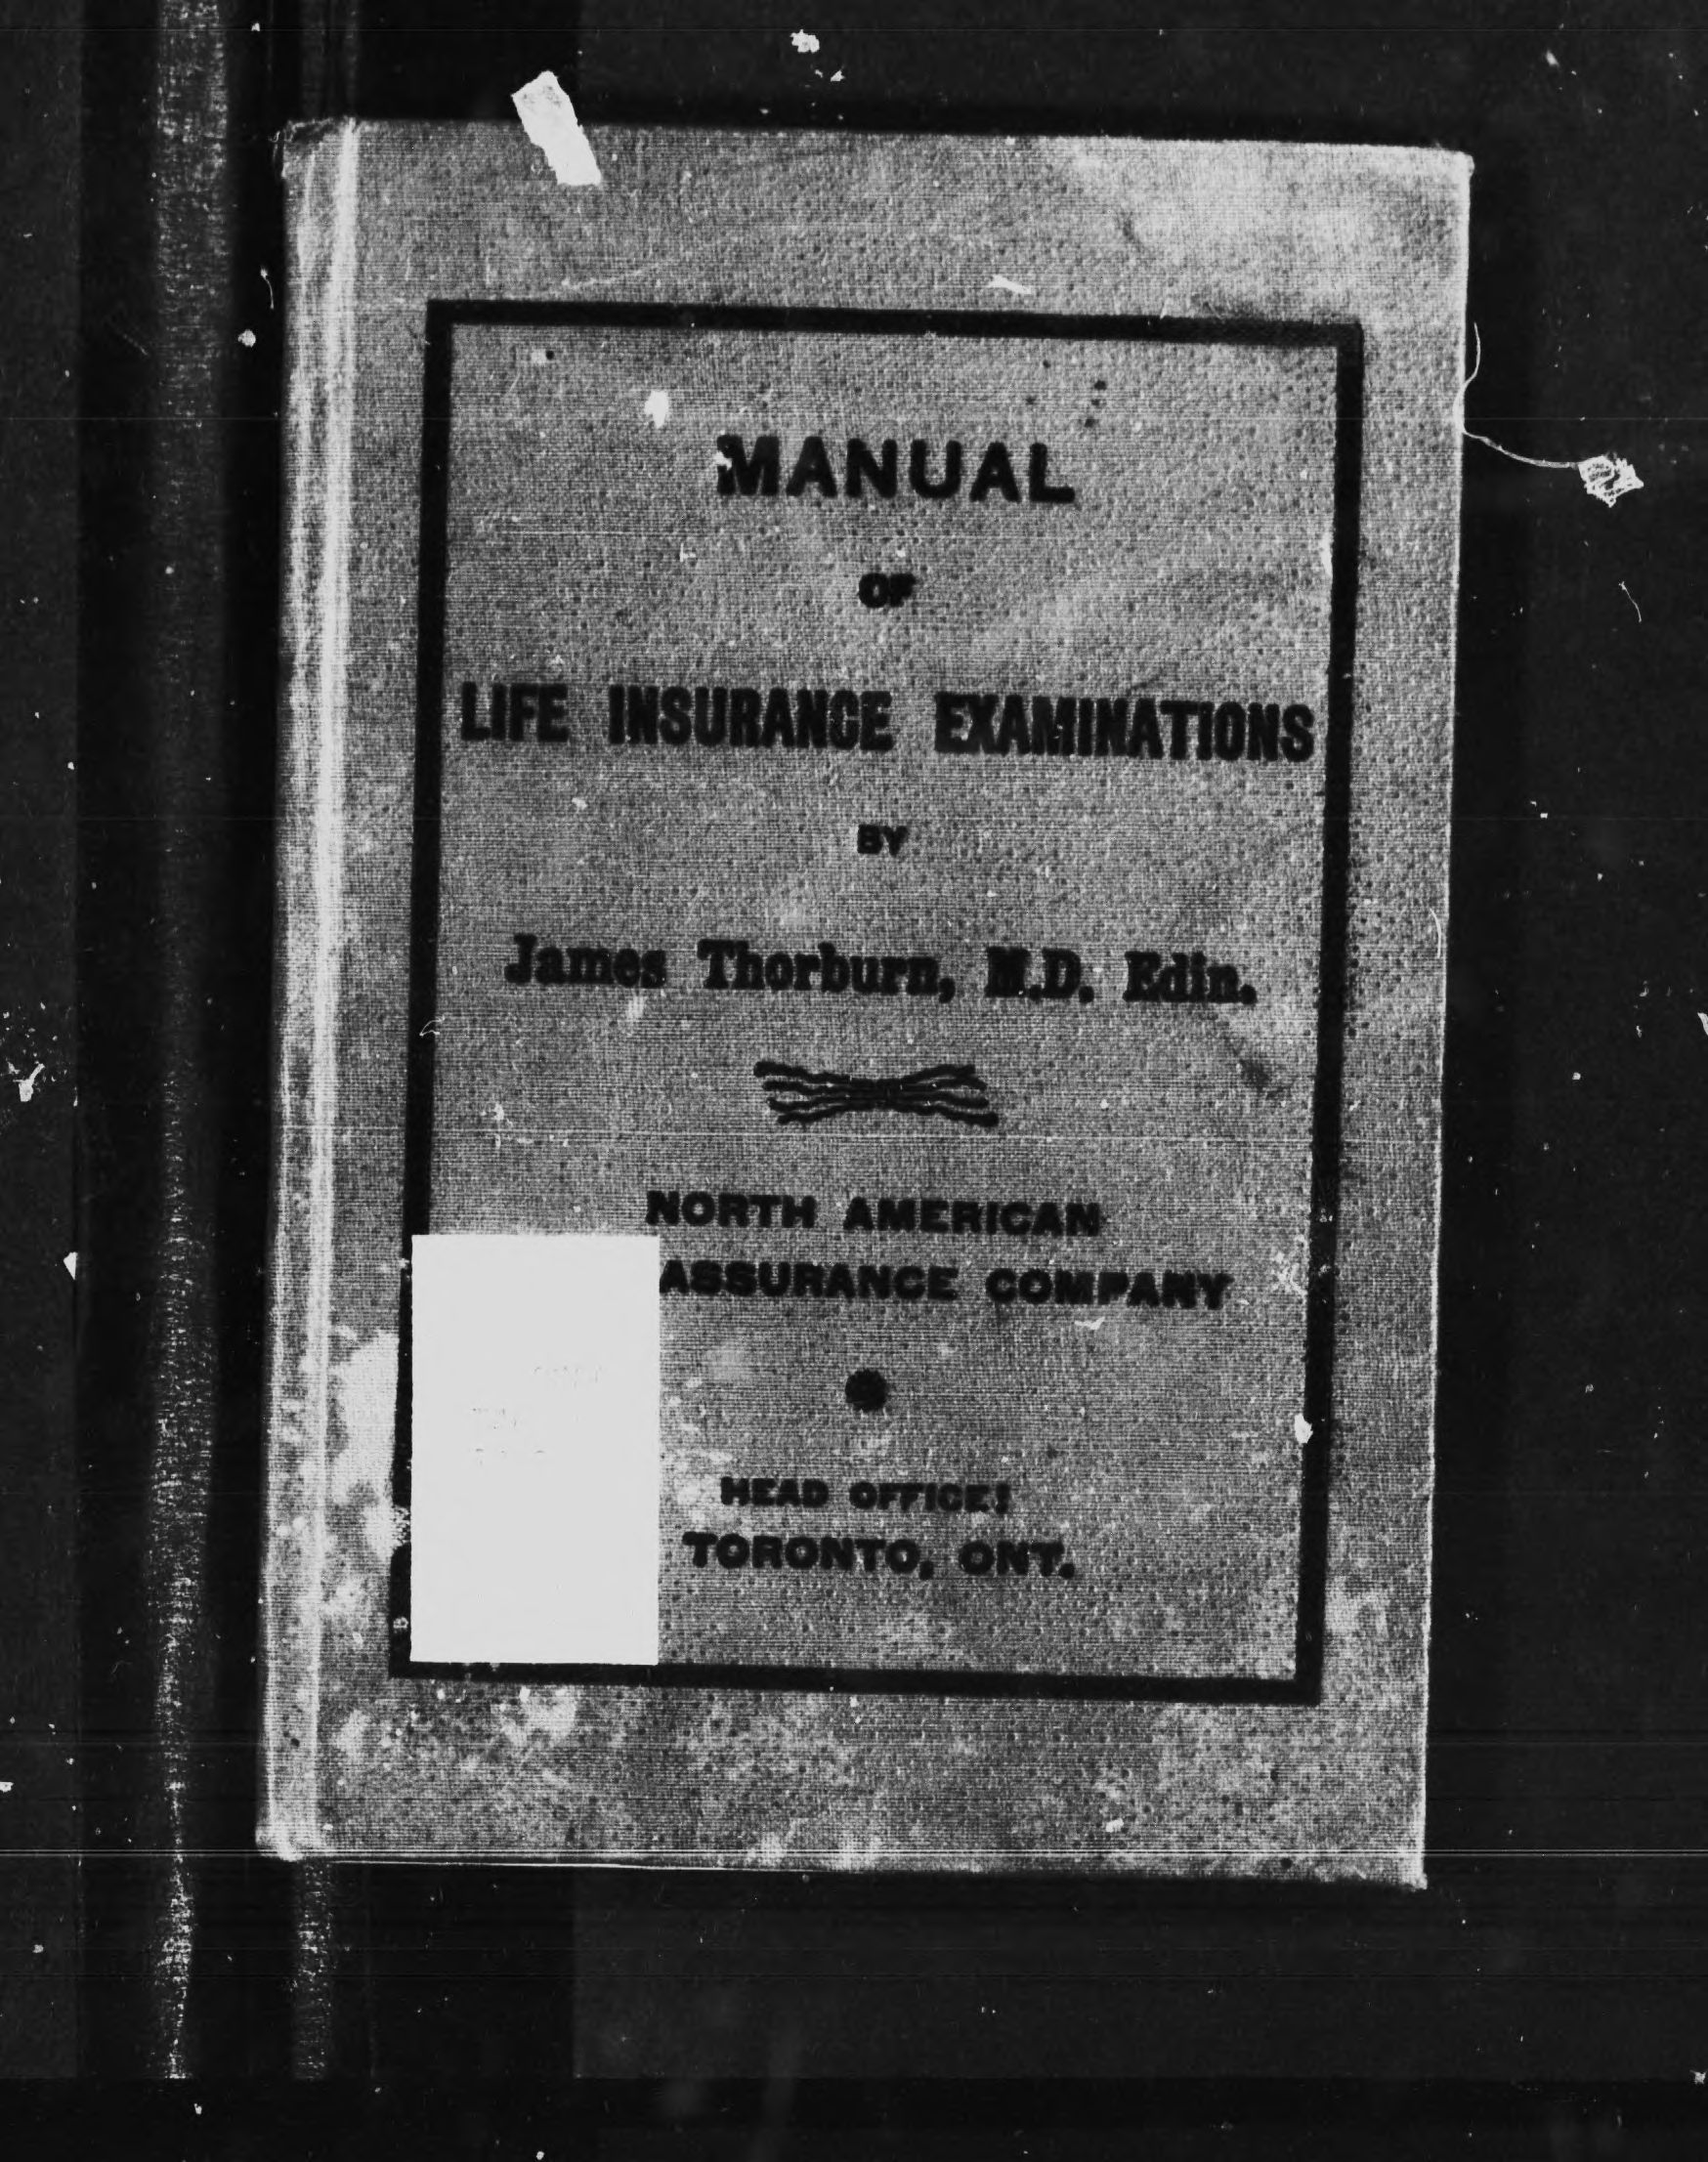 MANUAL
OF
LIFE INSURANCE EXAMINATIONS
BY
James Thorburn, M.D. Edin.
NORTH AMERICAN
ASSURANCE COMPANY
HEAD OFFICE:
TORONTO, ONT.